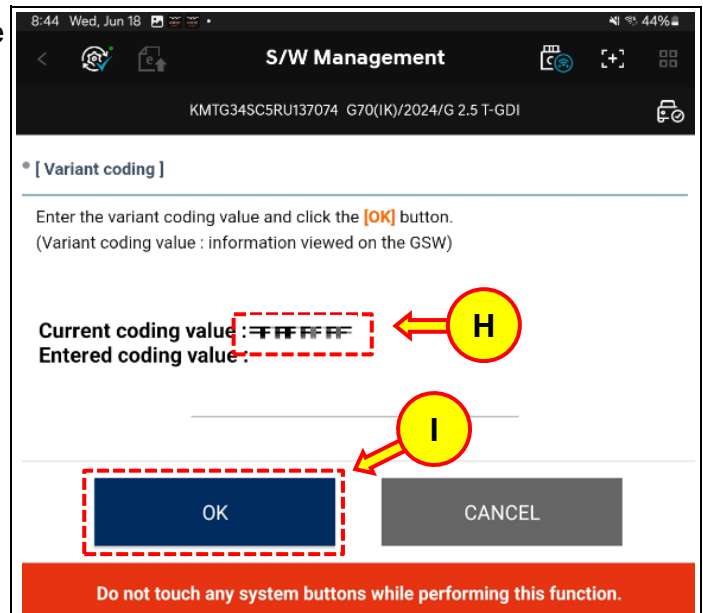 e
8:44 Wed, Jun 18 44%
S/W Management
KMTG34SC5RU137074 G70(IK)/2024/G 2.5 T-GDI
[ Variant coding ]
Enter the variant coding value and click the [OK] button.
(Variant coding value : information viewed on the GSW)
H
Current coding value :
Entered coding value :
I
OK CANCEL
Do not touch any system buttons while performing this function.